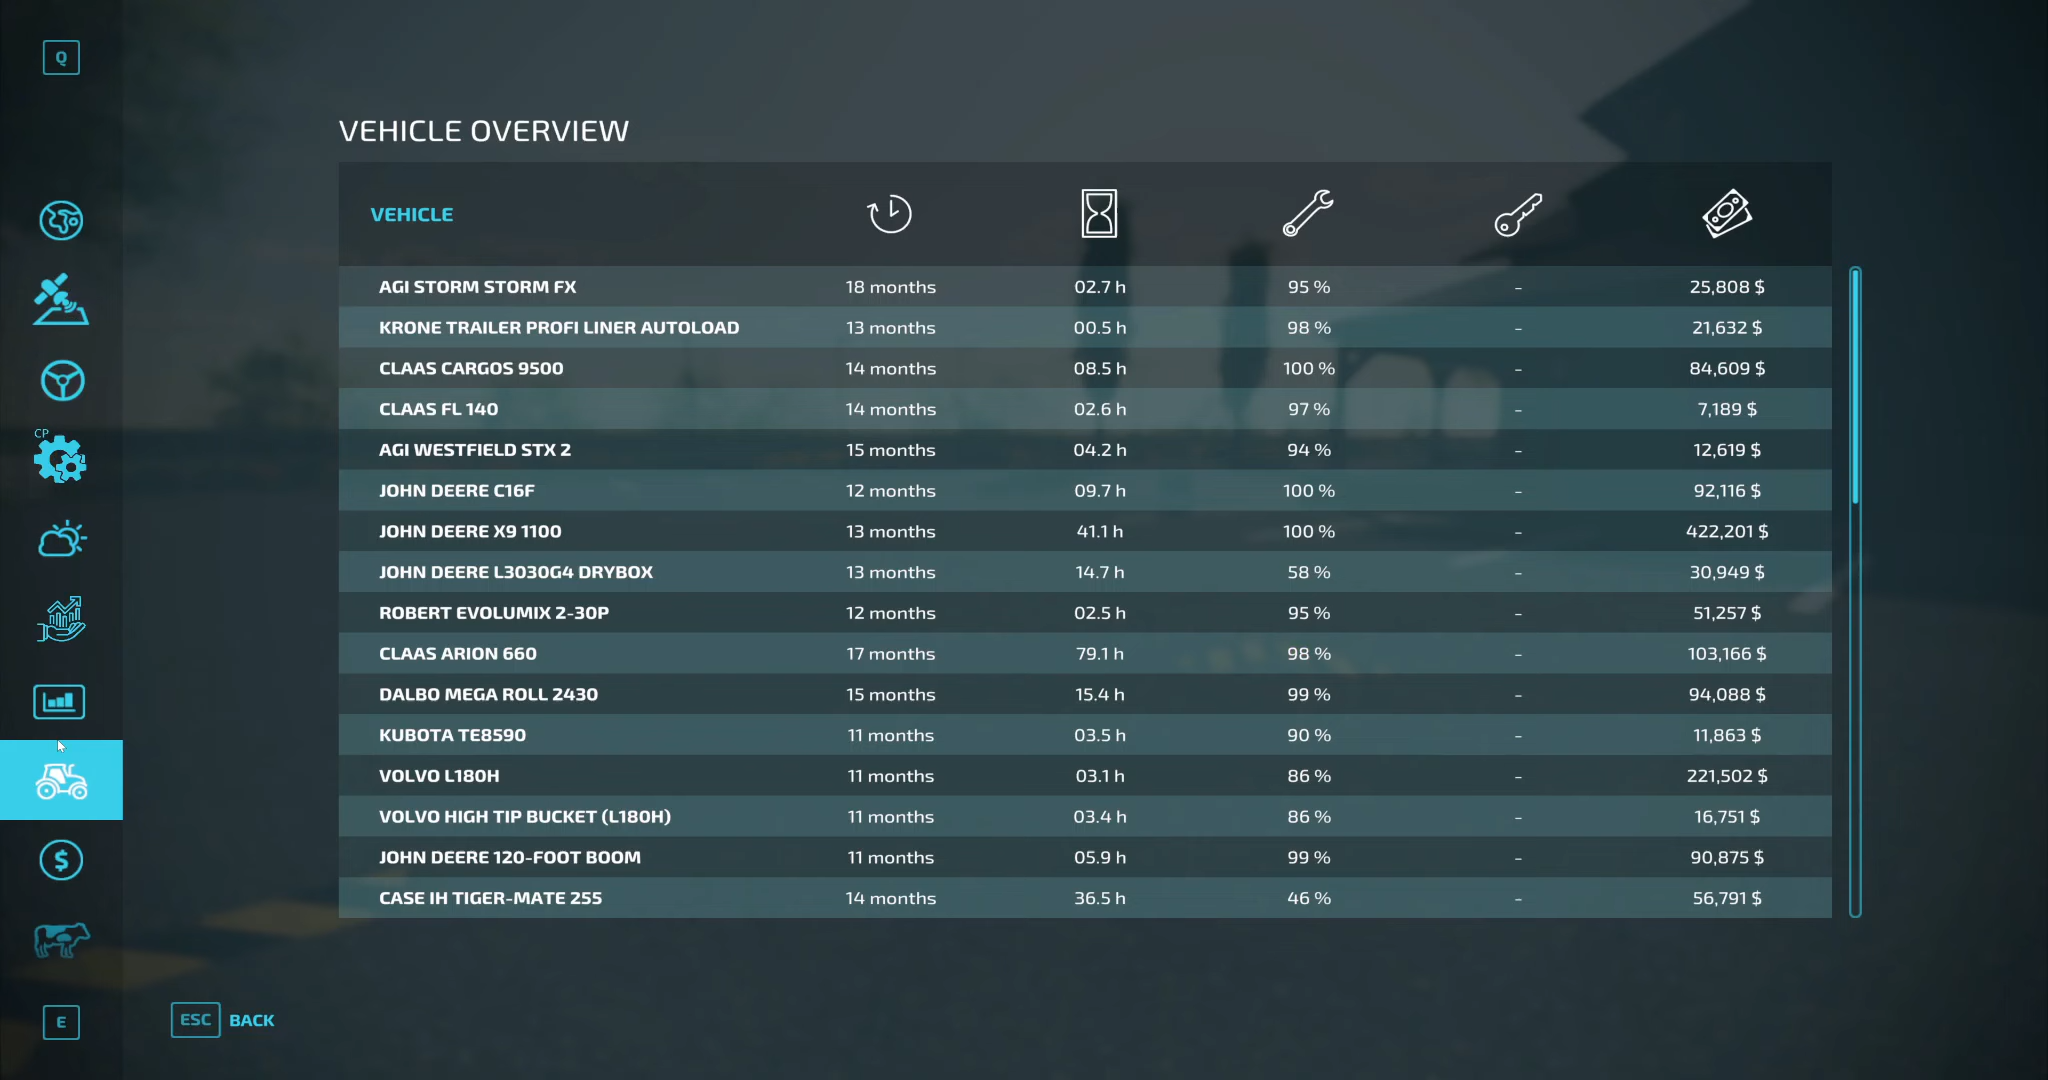 Q
VEHICLE OVERVIEW
VEHICLE
AGI STORM STORM FX 18 months 02.7 h 95 % - 25,808 $
KRONE TRAILER PROFI LINER AUTOLOAD 13 months 00.5 h 98 % - 21,632 $
CLAAS CARGOS 9500 14 months 08.5 h 100 % - 84,609 $
CLAAS FL 140 14 months 02.6 h 97 % - 7,189 $
CP
AGI WESTFIELD STX 2 15 months 04.2 h 94 % - 12,619 $
JOHN DEERE C16F 12 months 09.7 h 100 % - 92,116 $
JOHN DEERE X9 1100 13 months 41.1 h 100 % - 422,201 $
JOHN DEERE L3030G4 DRYBOX 13 months 14.7 h 58 % - 30,949 $
ROBERT EVOLUMIX 2-30P 12 months 02.5 h 95 % - 51,257 $
CLAAS ARION 660 17 months 79.1 h 98 % - 103,166 $
DALBO MEGA ROLL 2430 15 months 15.4 h 99 % - 94,088 $
KUBOTA TE8590 11 months 03.5 h 90 % - 11,863 $
VOLVO L180H 11 months 03.1 h 86 % - 221,502 $
VOLVO HIGH TIP BUCKET (L180H) 11 months 03.4 h 86 % - 16,751 $
JOHN DEERE 120-FOOT BOOM 11 months 05.9 h 99 % - 90,875 $
CASE IH TIGER-MATE 255 14 months 36.5 h 46 % - 56,791 $
E
ESC BACK